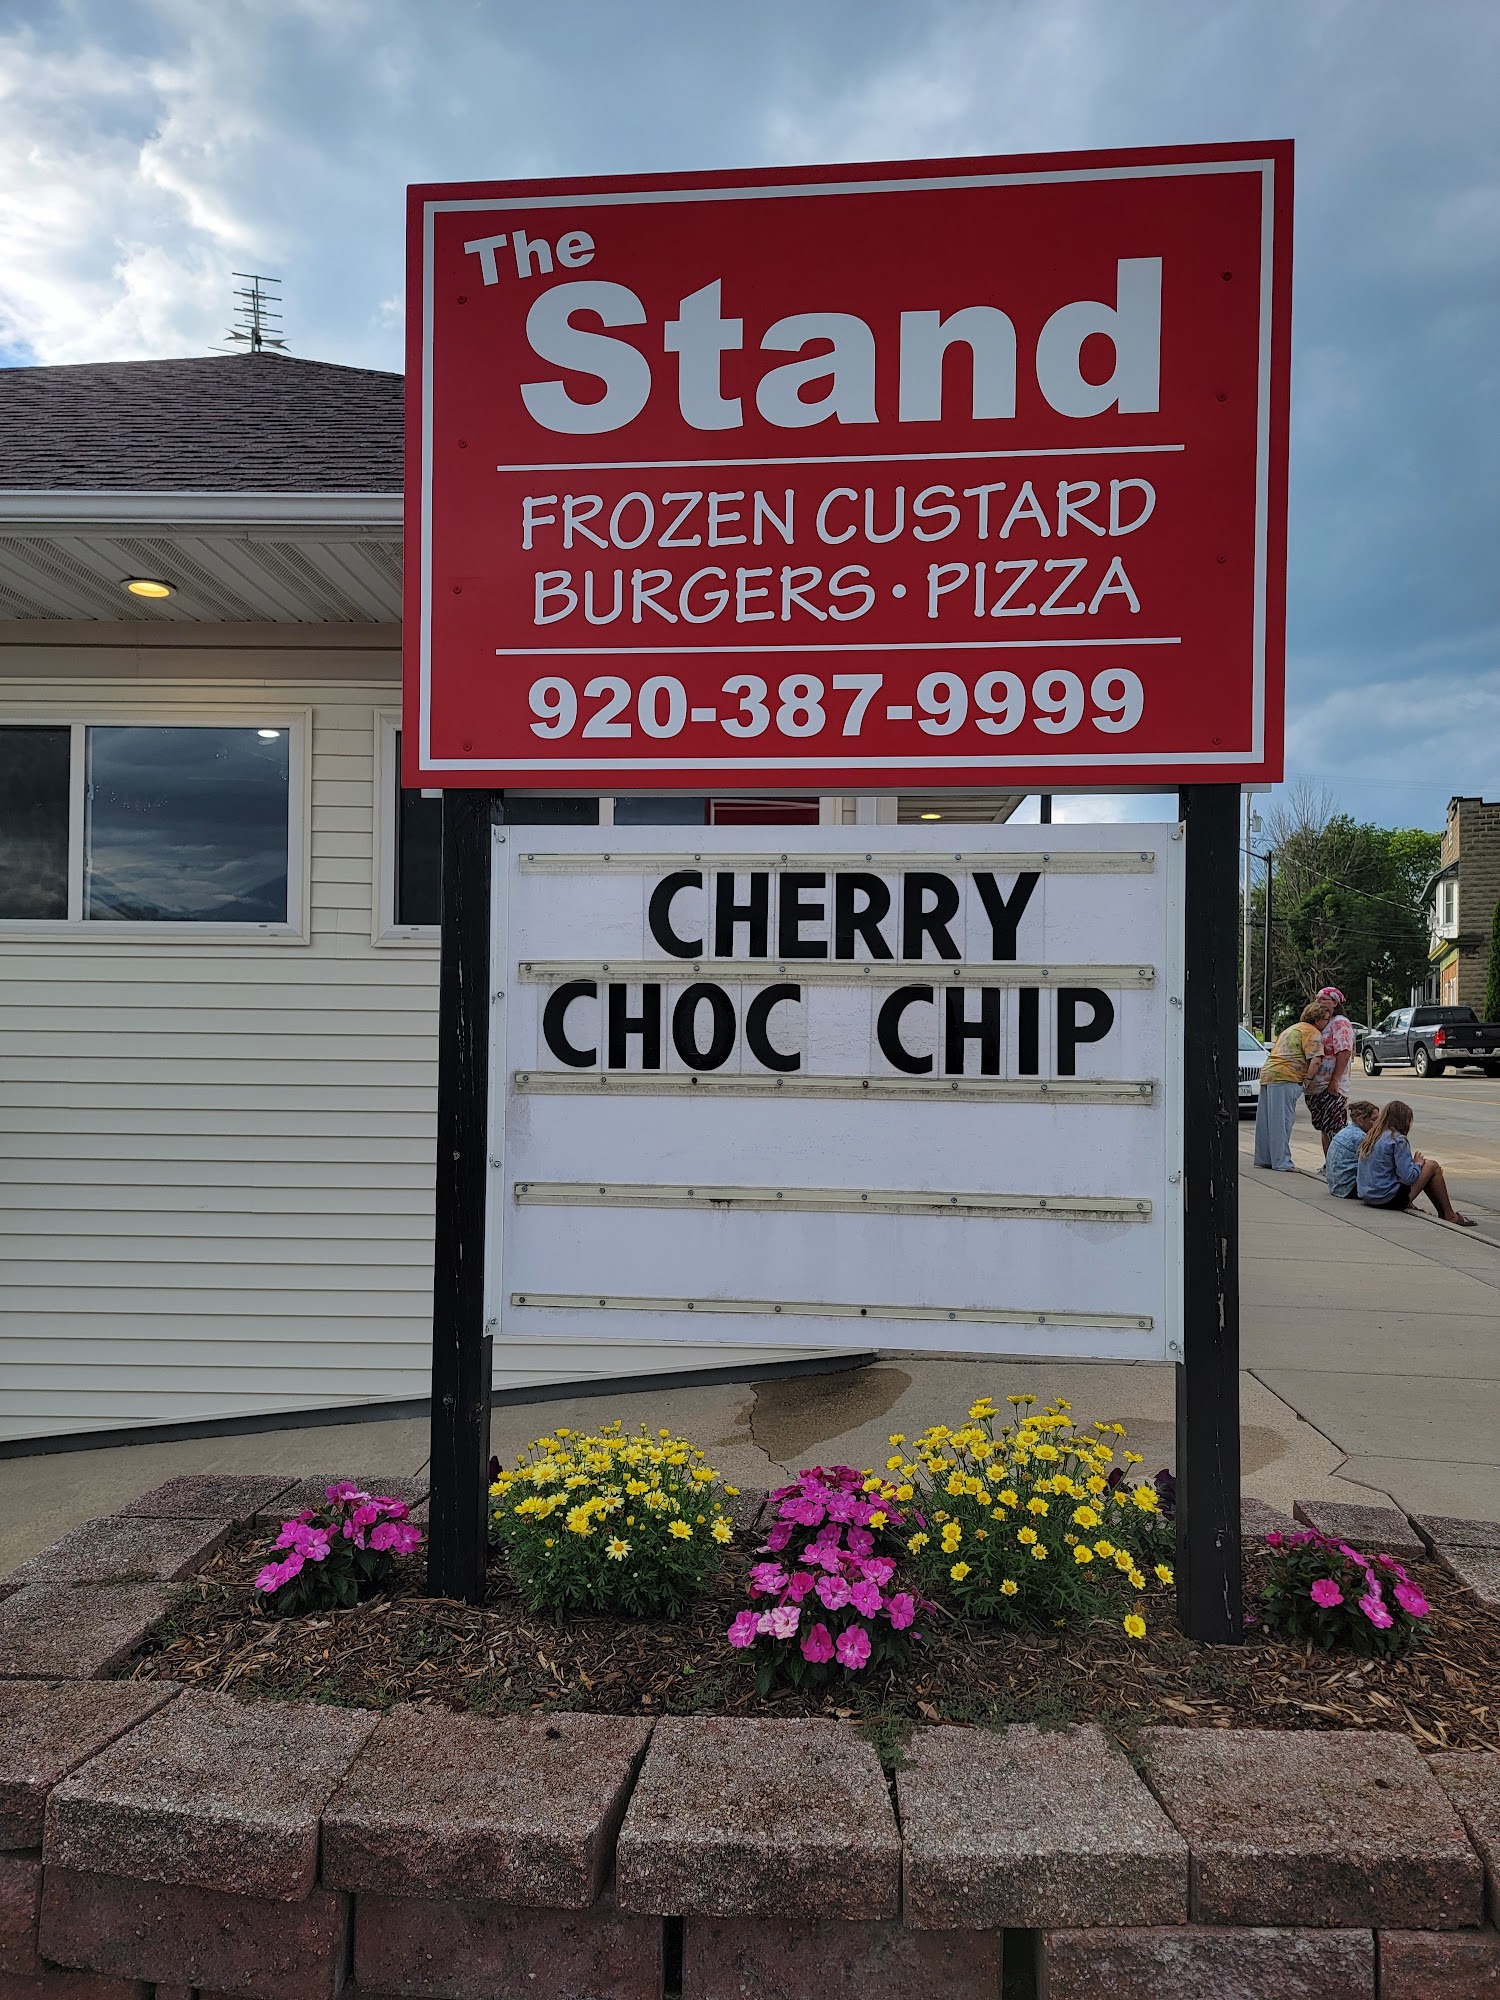 The
Stand
FROZEN CUSTARD
BURGERS • PIZZA
920-387-9999
CHERRY
CHOC CHIP